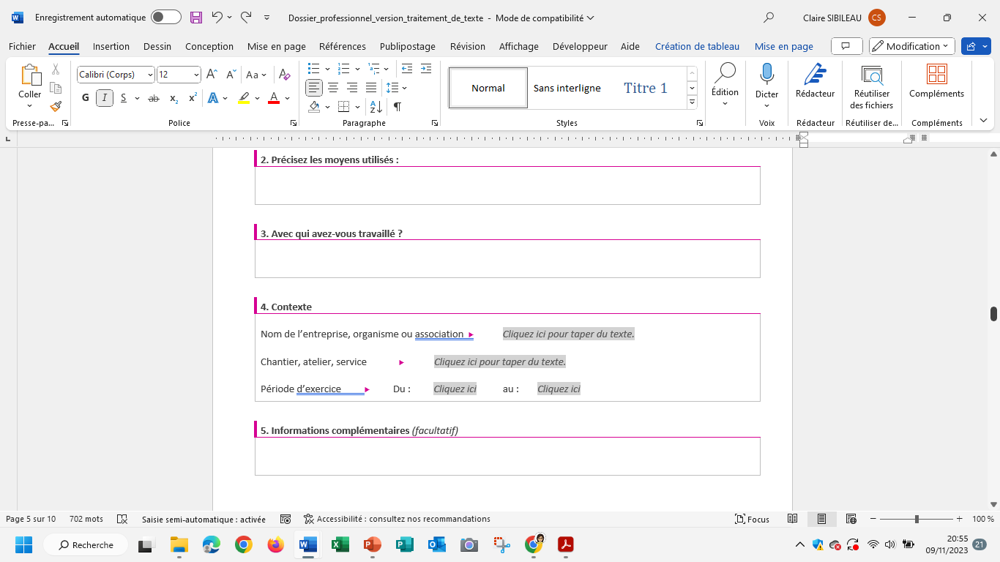 Enregistrement automatique
Dossier_professionnel_version_traitement_de_texte - Mode de compatibilité
Claire SIBILEAU CS
Fichier Accueil Insertion Dessin Conception Mise en page Références Publipostage Révision Affichage Développeur Aide Création de tableau Mise en page Modification
Calibri (Corps) 12
Coller
Presse-pa...
G I S ab x₂ x² A A
Aa
Police
Paragraphe
Normal Sans interligne Titre 1
Styles
Édition
Dicter
Voix
Rédacteur
Rédacteur
Réutiliser des fichiers
Réutiliser de...
Compléments
Compléments
2. Précisez les moyens utilisés :
3. Avec qui avez-vous travaillé ?
4. Contexte
Nom de l’entreprise, organisme ou association ▶ Cliquez ici pour taper du texte.
Chantier, atelier, service ▶ Cliquez ici pour taper du texte.
Période d’exercice ▶ Du : Cliquez ici au : Cliquez ici
5. Informations complémentaires (facultatif)
Page 5 sur 10 702 mots Saisie semi-automatique : activée Accessibilité : consultez nos recommandations Focus 100 %
Recherche
20:55
09/11/2023 21